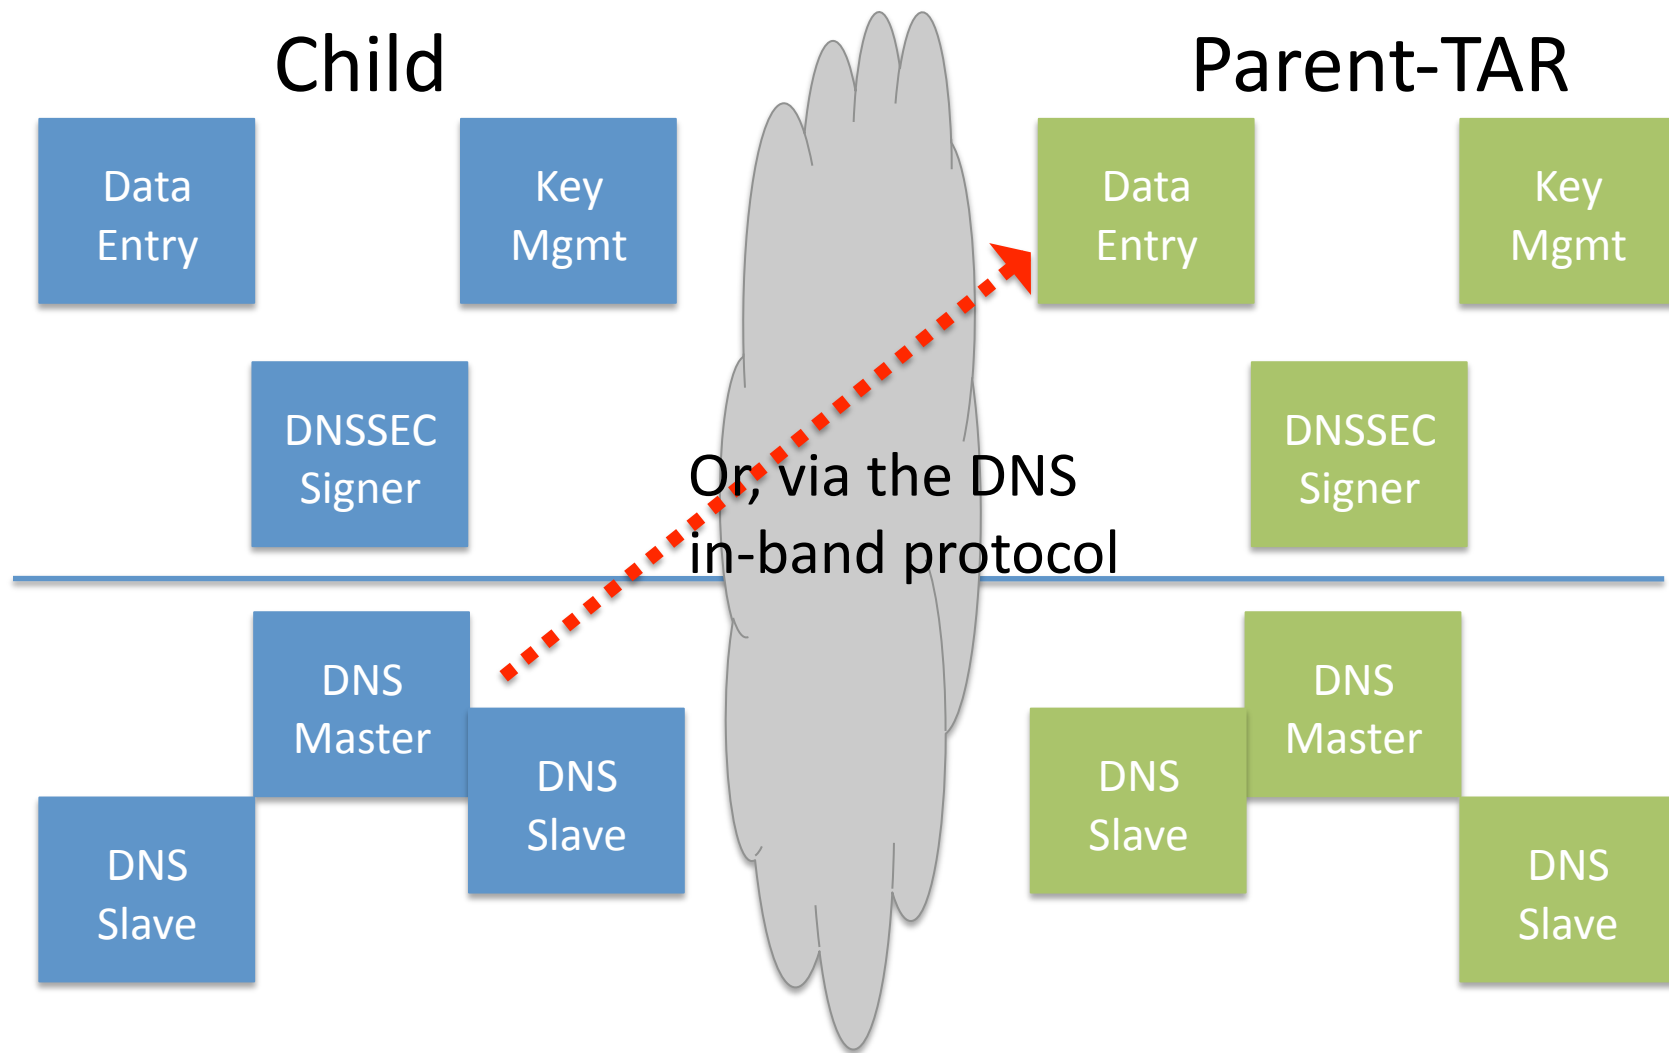 Child
Parent-TAR
Data
Entry
Key
Mgmt
Data
Entry
Key
Mgmt
DNSSEC
Signer
Or, via the DNS
in-band protocol
DNSSEC
Signer
DNS
Master
DNS
Slave
DNS
Slave
DNS
Slave
DNS
Master
DNS
Slave